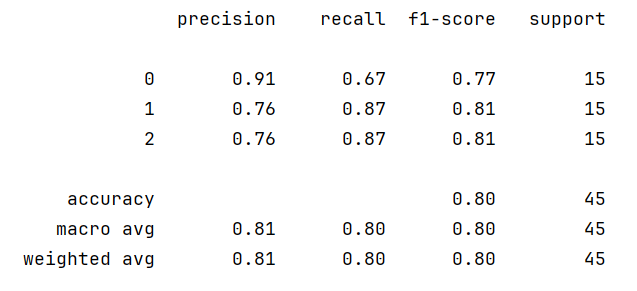 precision recall f1-score support
0 0.91 0.67 0.77 15
1 0.76 0.87 0.81 15
2 0.76 0.87 0.81 15
accuracy 0.80 45
macro avg 0.81 0.80 0.80 45
weighted avg 0.81 0.80 0.80 45